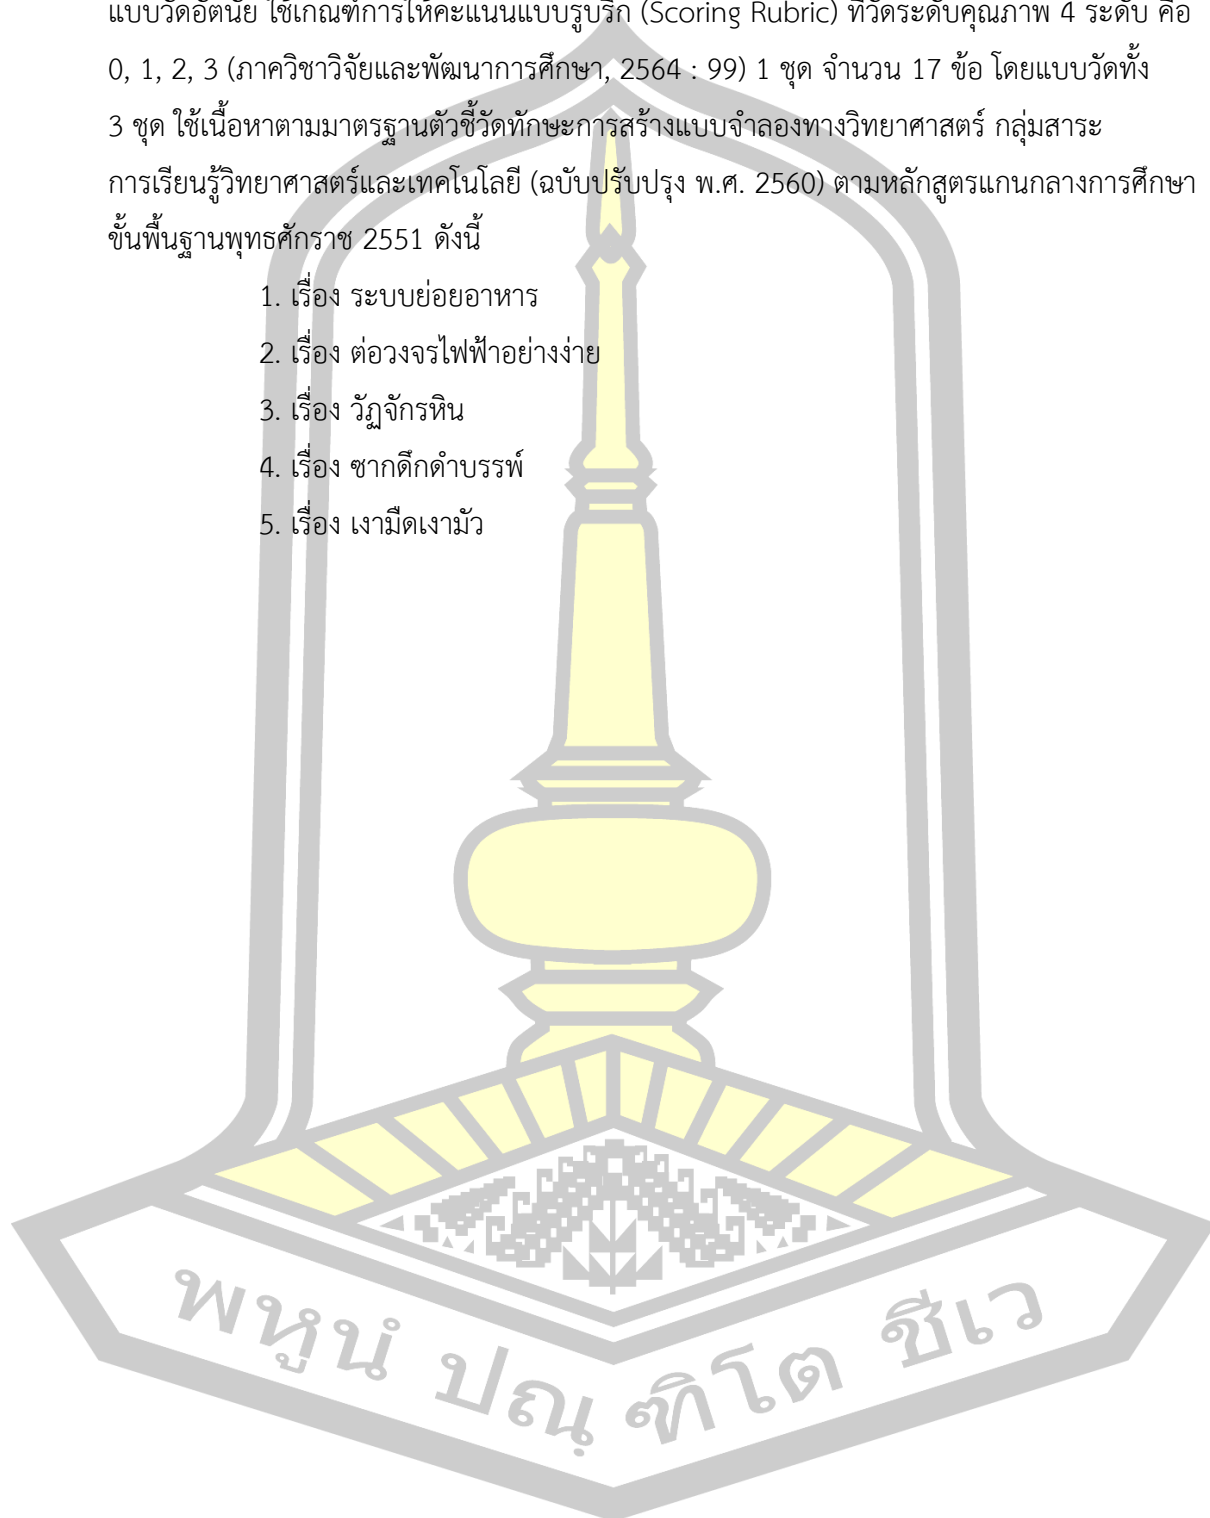 แบบวัดอัตนัย ใช้เกณฑ์การให้คะแนนแบบรูบริก (Scoring Rubric) ที่วัดระดับคุณภาพ 4 ระดับ คือ
0, 1, 2, 3 (ภาควิชาวิจัยและพัฒนาการศึกษา, 2564 : 99) 1 ชุด จำนวน 17 ข้อ โดยแบบวัดทั้ง
3 ชุด ใช้เนื้อหาตามมาตรฐานตัวชี้วัดทักษะการสร้างแบบจำลองทางวิทยาศาสตร์ กลุ่มสาระ
การเรียนรู้วิทยาศาสตร์และเทคโนโลยี (ฉบับปรับปรุง พ.ศ. 2560) ตามหลักสูตรแกนกลางการศึกษา
ขั้นพื้นฐานพุทธศักราช 2551 ดังนี้
1. เรื่อง ระบบย่อยอาหาร
2. เรื่อง ต่อวงจรไฟฟ้าอย่างง่าย
3. เรื่อง วัฏจักรหิน
4. เรื่อง ซากดึกดำบรรพ์
5. เรื่อง เงามืดเงามัว
พหูนํ ปณฺฑิโต ชีเว